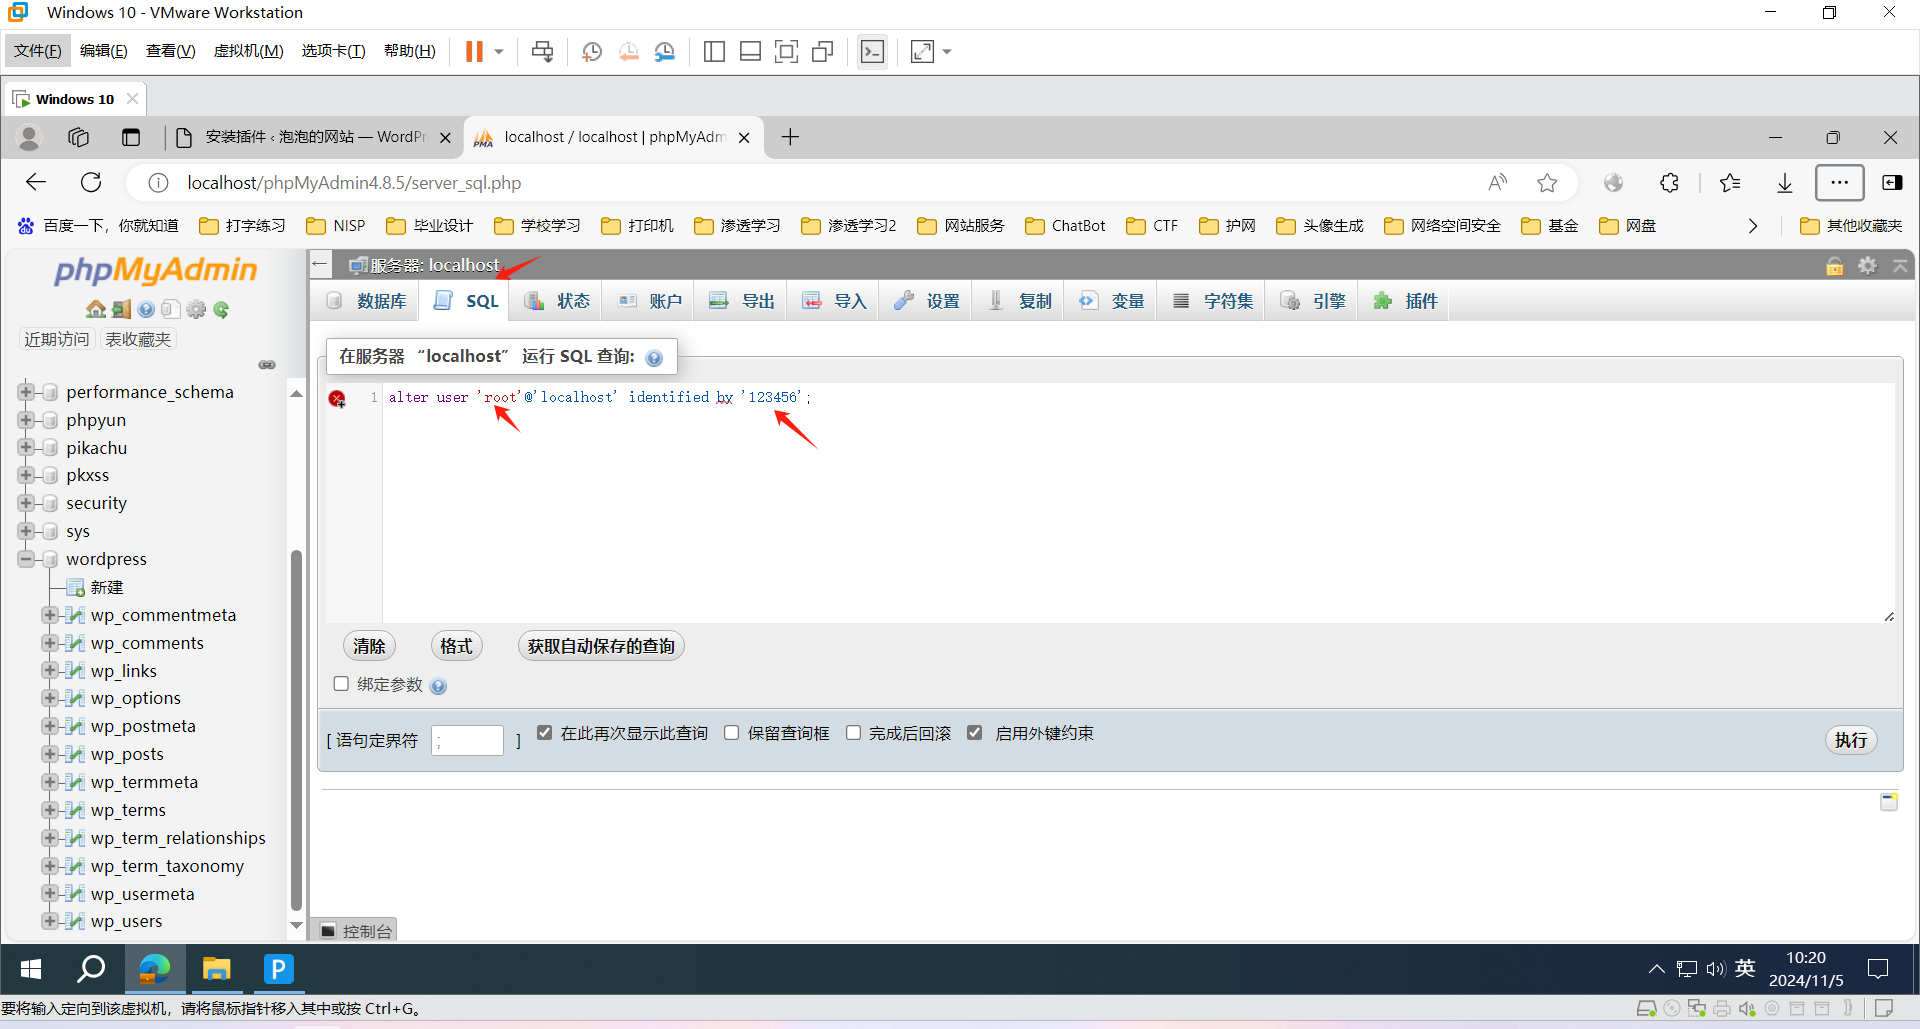 Windows 10 - VMware Workstation
文件(F) 编辑(E) 查看(V) 虚拟机(M) 选项卡(T) 帮助(H)
Windows 10
安装插件 ‹ 泡泡的网站 — WordPr
PMA
localhost / localhost | phpMyAdm
localhost/phpMyAdmin4.8.5/server_sql.php
百度一下，你就知道 打字练习 NISP 毕业设计 学校学习 打印机 渗透学习 渗透学习2 网站服务 ChatBot CTF 护网 头像生成 网络空间安全 基金 网盘 其他收藏夹
phpMyAdmin
近期访问 表收藏夹
performance_schema
phpyun
pikachu
pkxss
security
sys
wordpress
新建
wp_commentmeta
wp_comments
wp_links
wp_options
wp_postmeta
wp_posts
wp_termmeta
wp_terms
wp_term_relationships
wp_term_taxonomy
wp_usermeta
wp_users
服务器: localhost
数据库 SQL 状态 账户 导出 导入 设置 复制 变量 字符集 引擎 插件
在服务器 “localhost” 运行 SQL 查询:
1 alter user 'root'@'localhost' identified by '123456';
清除 格式 获取自动保存的查询
绑定参数
[ 语句定界符 ; ] 在此再次显示此查询 保留查询框 完成后回滚 启用外键约束
执行
控制台
P
英
10:20
2024/11/5
要将输入定向到该虚拟机，请将鼠标指针移入其中或按 Ctrl+G。